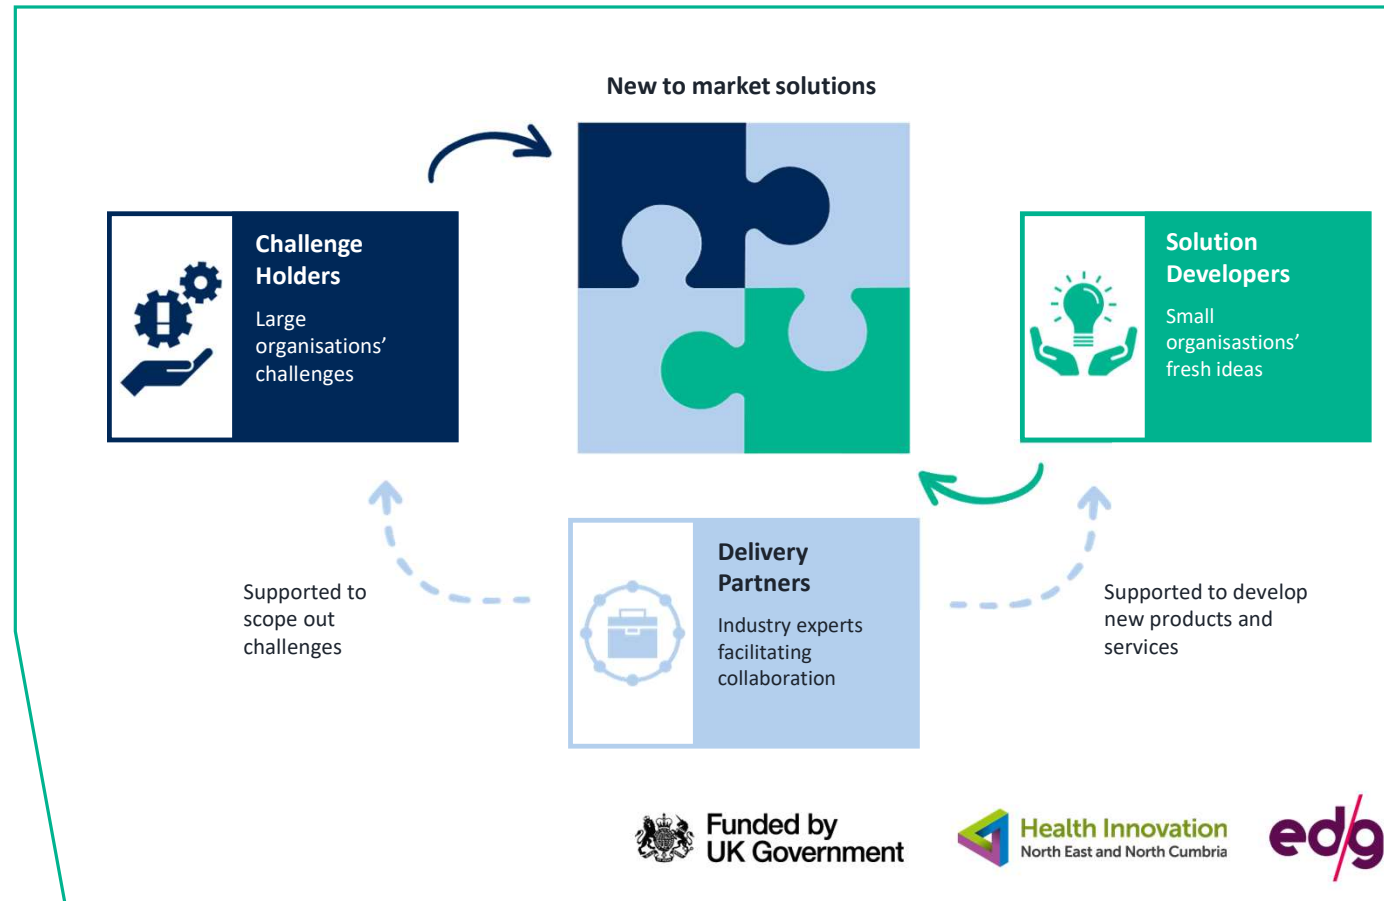 New to market solutions
Challenge
Holders
Large
organisations’
challenges
Solution
Developers
Small
organisastions’
fresh ideas
Delivery
Partners
Industry experts
facilitating
collaboration
Supported to
scope out
challenges
Supported to develop
new products and
services
Funded by
UK Government
Health Innovation
North East and North Cumbria
ed/g